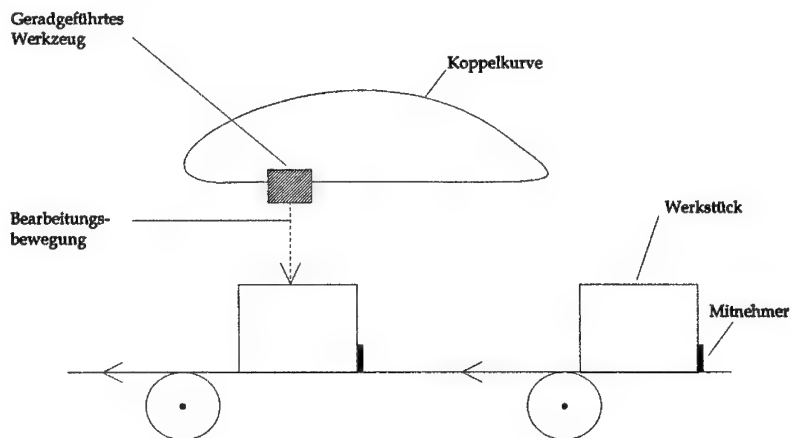 Geradgeführtes
Werkzeug
Koppelkurve
Bearbeitungs-
bewegung
Werkstück
Mitnehmer